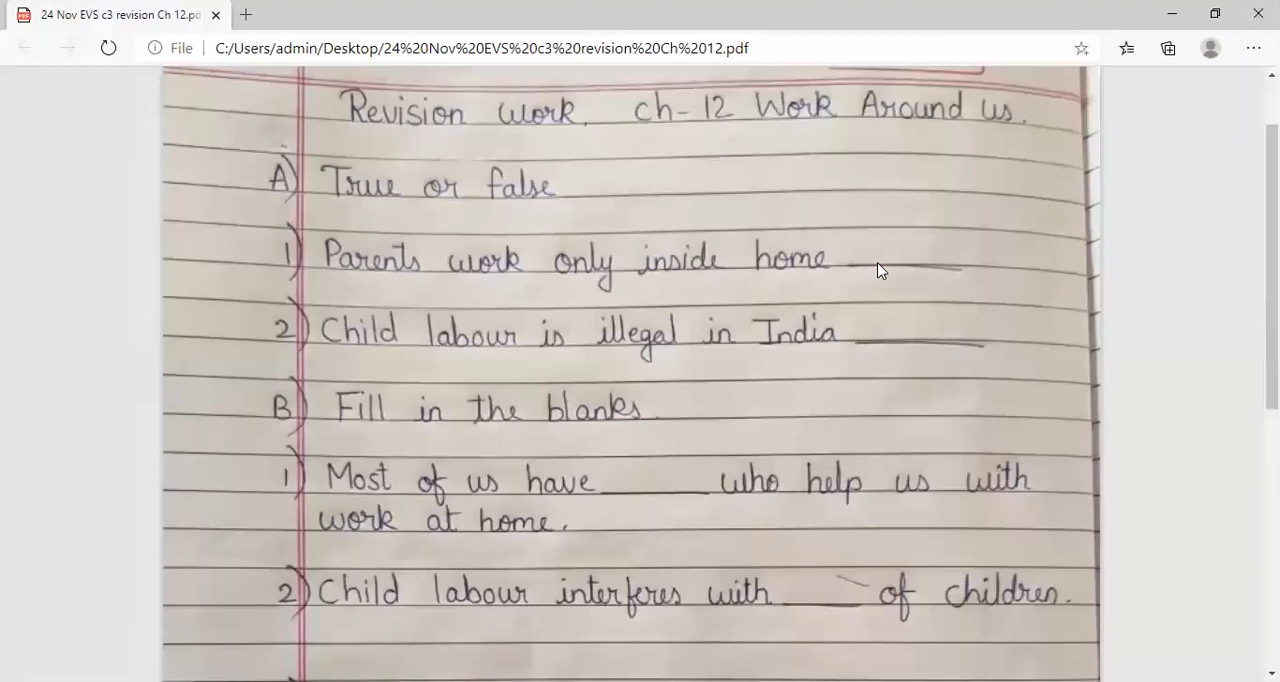 24 Nov EVS c3 revision Ch 12.pd
File C:/Users/admin/Desktop/24%20Nov%20EVS%20c3%20revision%20Ch%2012.pdf
Revision work. Ch-12 Work Around us.
A) True or false
1) Parents work only inside home ______
2) Child labour is illegal in India ______
B) Fill in the blanks.
1) Most of us have ______ who help us with
work at home.
2) Child labour interferes with ____ of children.